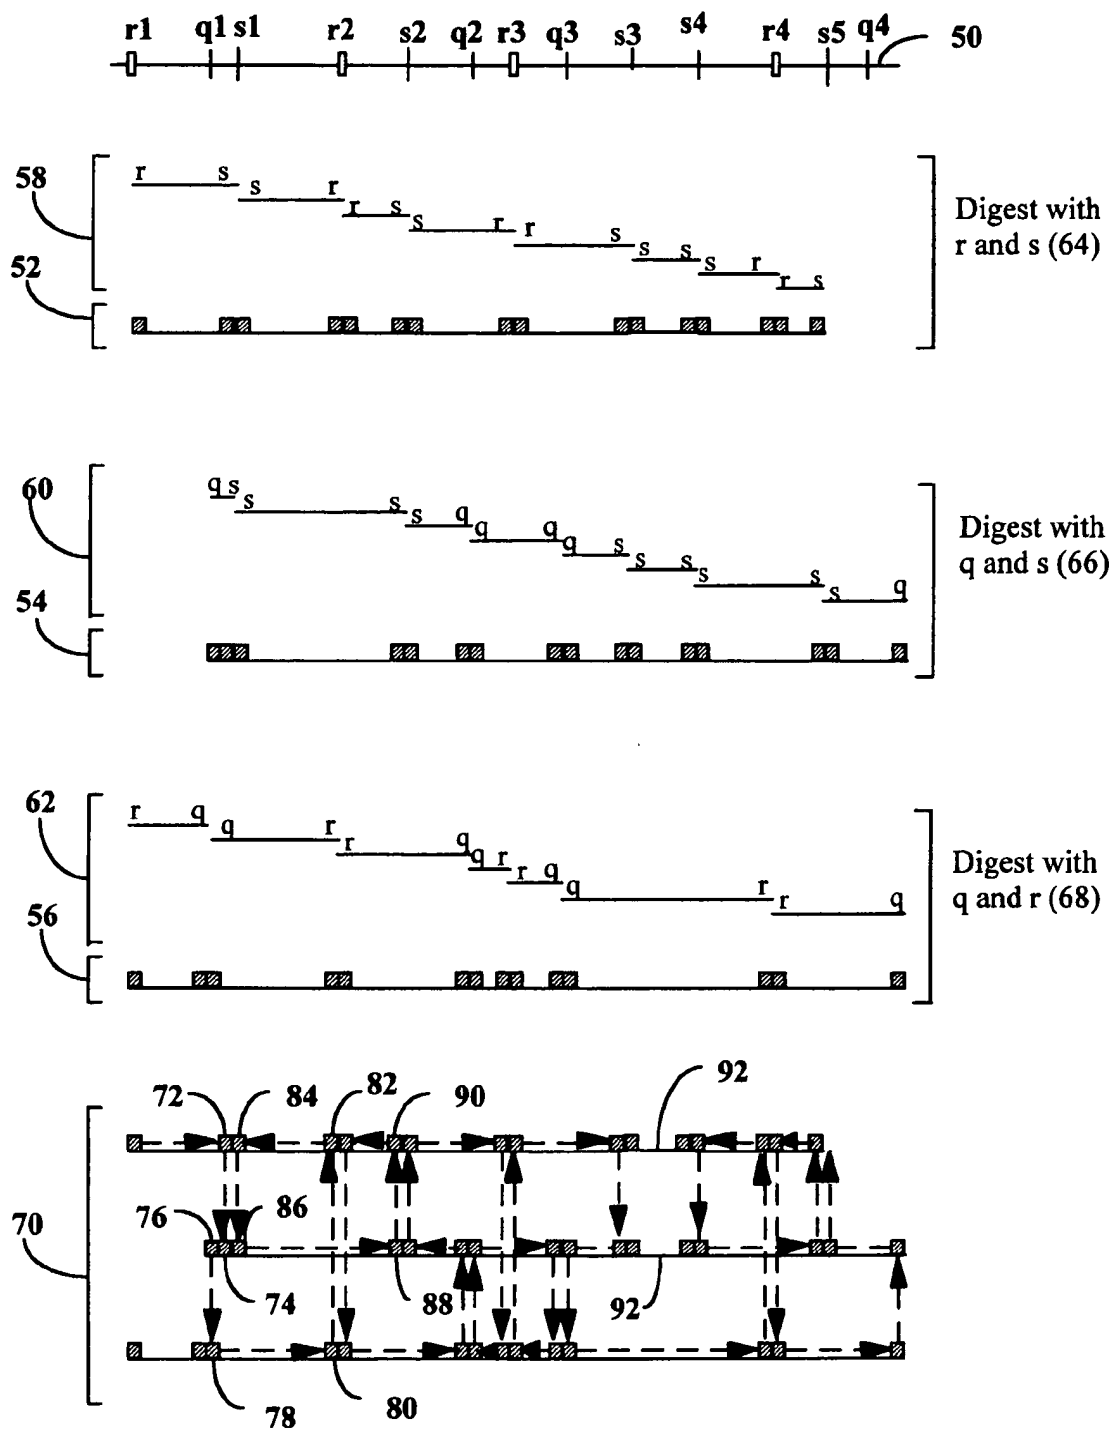 r1 q1 s1 r2 s2 q2 r3 q3 s3 s4 r4 s5 q4 50
58
r s
s r
r s
s r
r s
s s
s r
r s
52
Digest with
r and s (64)
60
q s
s s
s q
q q
q s
s s
s s
s q
54
Digest with
q and s (66)
62
r q
q r
r q
q r
r q
q r
r q
56
Digest with
q and r (68)
72 84 82 90 92
70
76 86
74 88 92
78 80